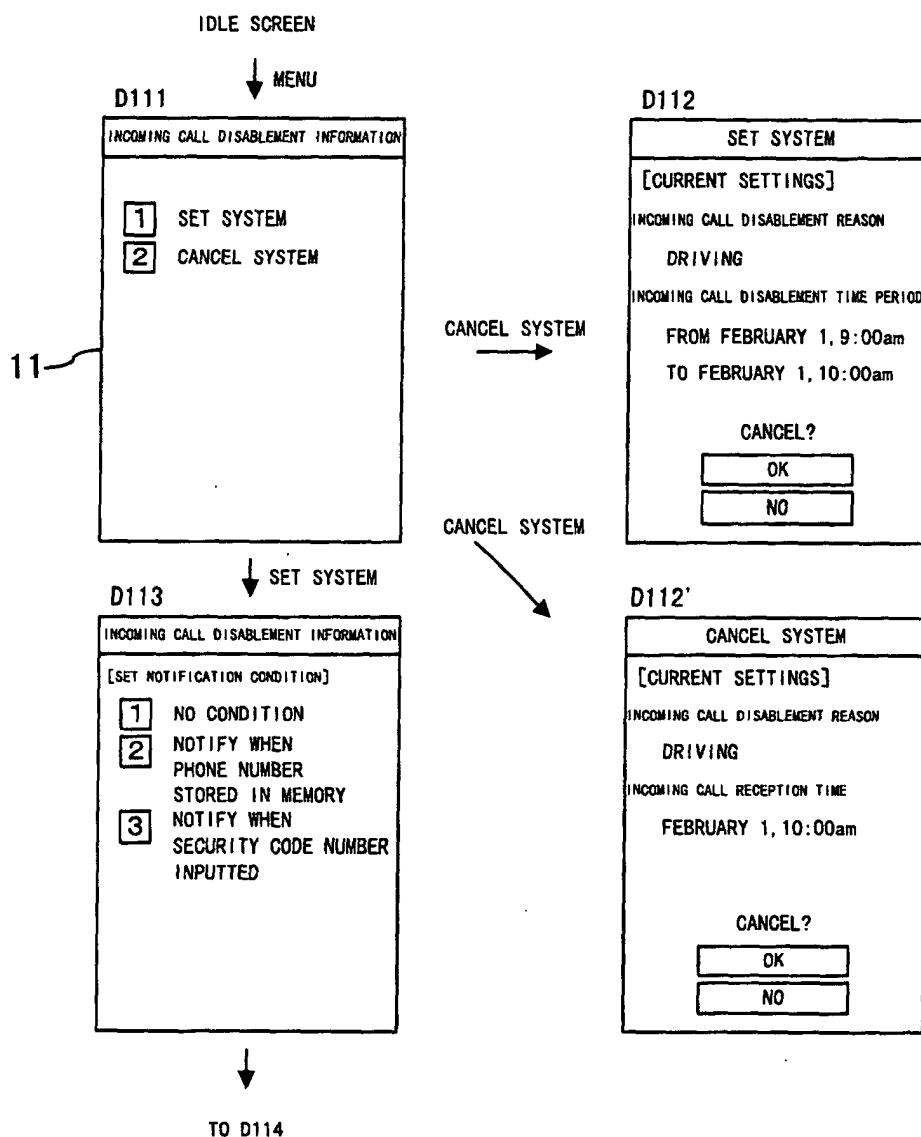 IDLE SCREEN
MENU
D111
INCOMING CALL DISABLEMENT INFORMATION
1 SET SYSTEM
2 CANCEL SYSTEM
11
CANCEL SYSTEM
D112
SET SYSTEM
[CURRENT SETTINGS]
INCOMING CALL DISABLEMENT REASON
DRIVING
INCOMING CALL DISABLEMENT TIME PERIOD
FROM FEBRUARY 1, 9:00am
TO FEBRUARY 1, 10:00am
CANCEL?
OK
NO
CANCEL SYSTEM
SET SYSTEM
D113
INCOMING CALL DISABLEMENT INFORMATION
[SET NOTIFICATION CONDITION]
1 NO CONDITION
2 NOTIFY WHEN
PHONE NUMBER
STORED IN MEMORY
3 NOTIFY WHEN
SECURITY CODE NUMBER
INPUTTED
D112'
CANCEL SYSTEM
[CURRENT SETTINGS]
INCOMING CALL DISABLEMENT REASON
DRIVING
INCOMING CALL RECEPTION TIME
FEBRUARY 1, 10:00am
CANCEL?
OK
NO
TO D114